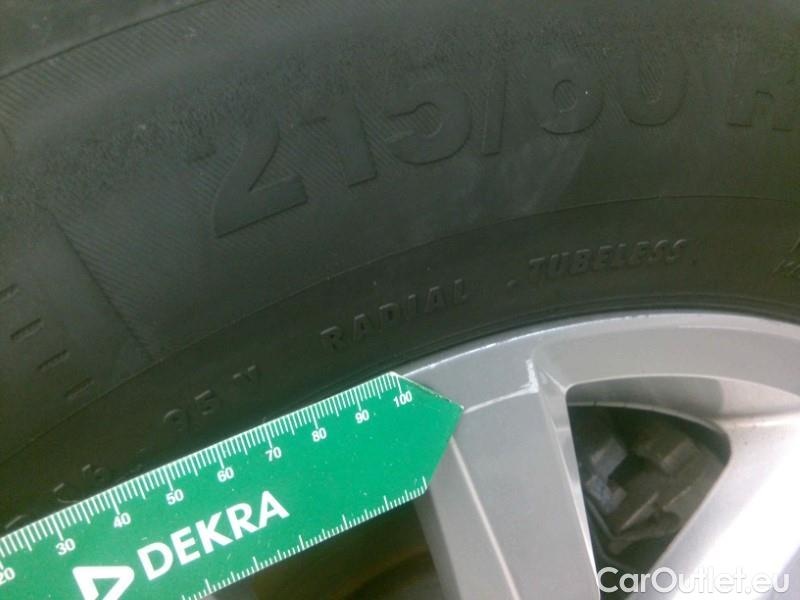 215/60 R
RADIAL . TUBELESS
95 V
20 30 40 50 60 70 80 90 100
DEKRA
CarOutlet.eu